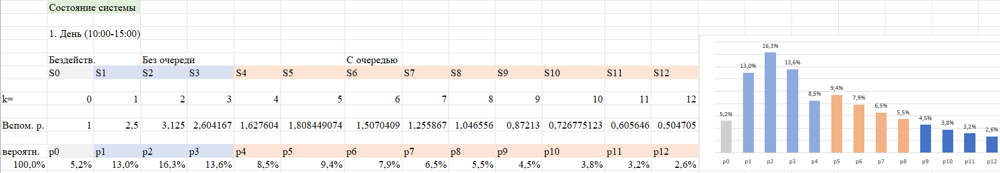 Состояние системы
1. День (10:00-15:00)
Бездейств. Без очереди С очередью
S0 S1 S2 S3 S4 S5 S6 S7 S8 S9 S10 S11 S12
k= 0 1 2 3 4 5 6 7 8 9 10 11 12
Вспом. р. 1 2,5 3,125 2,604167 1,627604 1,808449074 1,5070409 1,255867 1,046556 0,87213 0,726775123 0,605646 0,504705
вероятн. p0 p1 p2 p3 p4 p5 p6 p7 p8 p9 p10 p11 p12
100,0% 5,2% 13,0% 16,3% 13,6% 8,5% 9,4% 7,9% 6,5% 5,5% 4,5% 3,8% 3,2% 2,6%
5,2% 13,0% 16,3% 13,6% 8,5% 9,4% 7,9% 6,5% 5,5% 4,5% 3,8% 3,2% 2,6%
p0 p1 p2 p3 p4 p5 p6 p7 p8 p9 p10 p11 p12